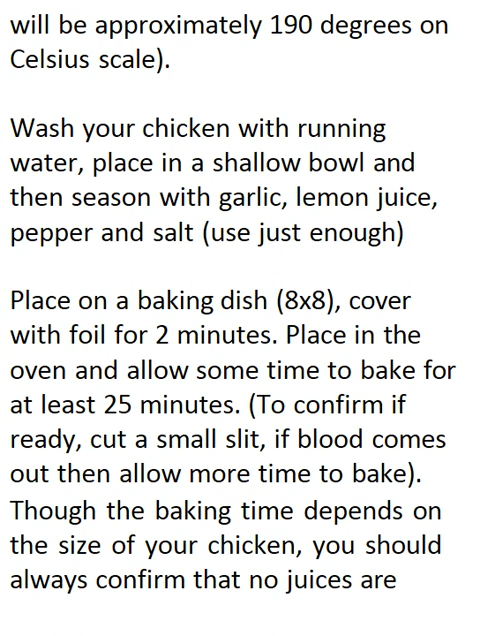 will be approximately 190 degrees on
Celsius scale).
Wash your chicken with running
water, place in a shallow bowl and
then season with garlic, lemon juice,
pepper and salt (use just enough)
Place on a baking dish (8x8), cover
with foil for 2 minutes. Place in the
oven and allow some time to bake for
at least 25 minutes. (To confirm if
ready, cut a small slit, if blood comes
out then allow more time to bake).
Though the baking time depends on
the size of your chicken, you should
always confirm that no juices are